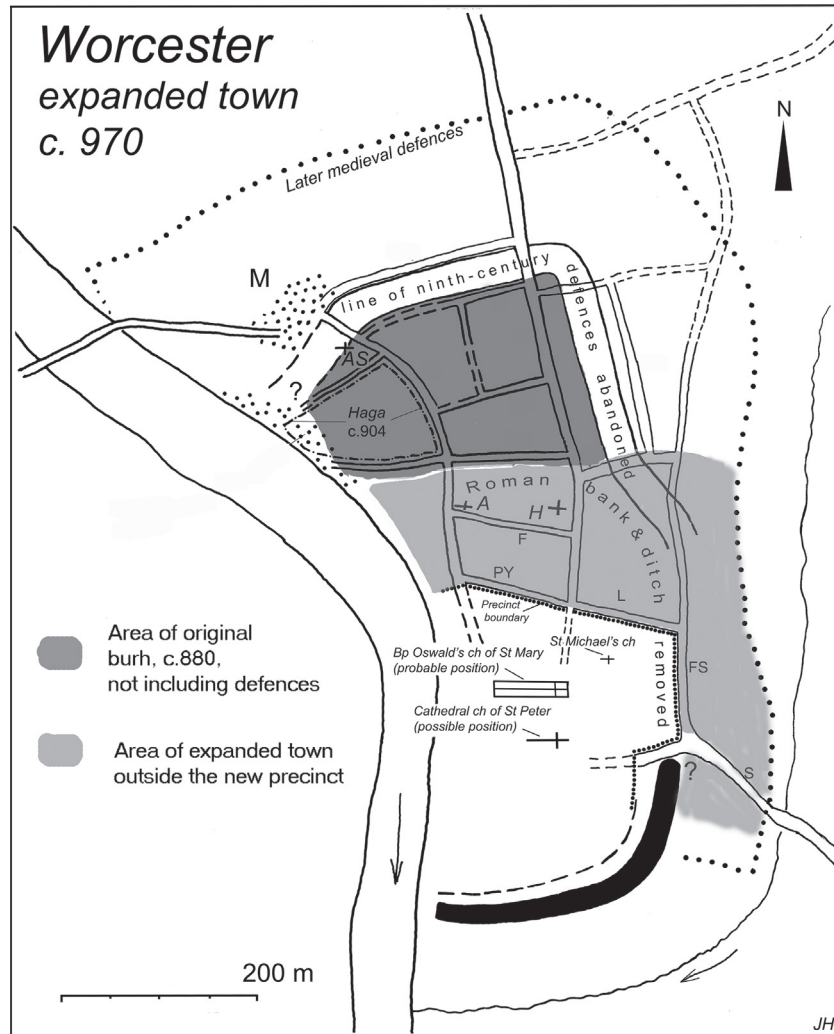 Worcester
expanded town
c. 970
N
Later medieval defences
M
line of ninth-century defences abandoned
AS
?
Haga
c.904
Roman bank & ditch removed
A
H
F
PY
L
Precinct
boundary
St Michael's ch
Bp Oswald's ch of St Mary
(probable position)
FS
Cathedral ch of St Peter
(possible position)
?
S
Area of original
burh, c.880,
not including defences
Area of expanded town
outside the new precinct
200 m
JH